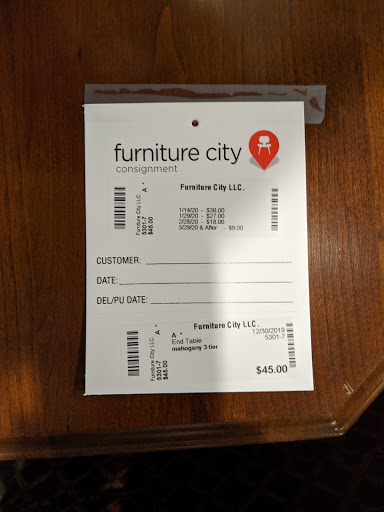 furniture city
consignment
Furniture City LLC.
A *
Furniture City LLC.
5301-7
$45.00
1/14/20 - $36.00
1/29/20 - $27.00
2/28/20 - $18.00
3/29/20 & After - $9.00
CUSTOMER:
DATE:
DEL/PU DATE:
Furniture City LLC.
A *
Furniture City LLC.
5301-7
$45.00
12/30/2019
A *
5301-7
End Table
mahogany 3 tier
$45.00